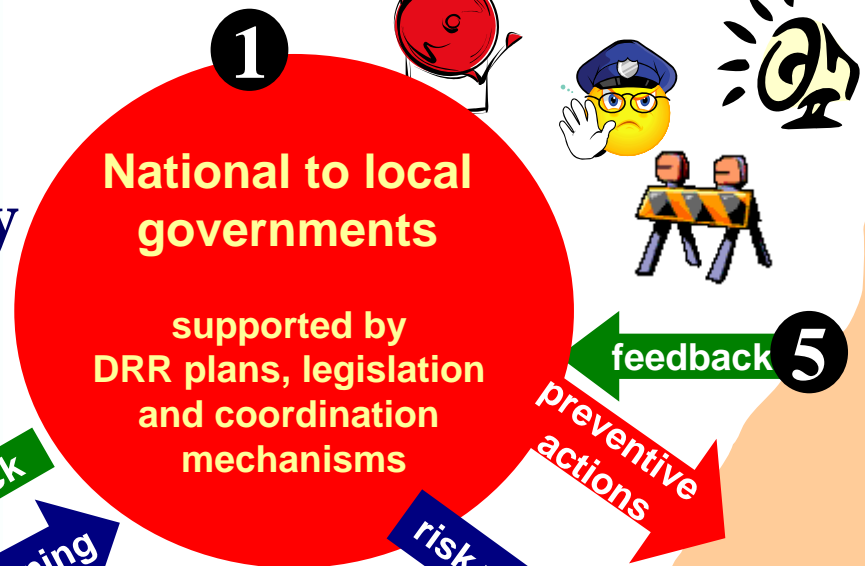 1
National to local
governments
supported by
DRR plans, legislation
and coordination
mechanisms
feedback
5
preventive
actions
risk